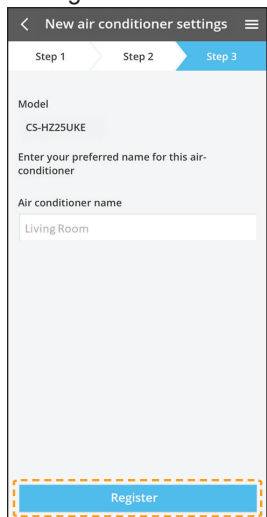 New air conditioner settings
Step 1 Step 2 Step 3
Model
CS-HZ25UKE
Enter your preferred name for this air-
conditioner
Air conditioner name
Living Room
Register